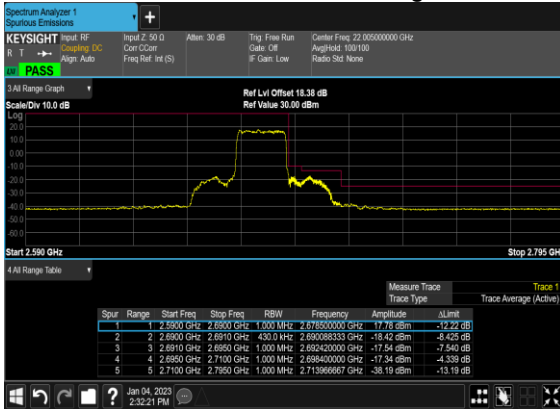 Spectrum Analyzer 1
Spurious Emissions
+
KEYSIGHT
R T
Input: RF
Coupling: DC
Align: Auto
Input Z: 50 Ω
Corr CCorr
Freq Ref: Int (S)
Atten: 30 dB
Trig: Free Run
Gate: Off
IF Gain: Low
Center Freq: 22.005000000 GHz
Avg|Hold: 100/100
Radio Std: None
PASS
3 All Range Graph
Scale/Div 10.0 dB
Ref Lvl Offset 18.38 dB
Ref Value 30.00 dBm
Log
20.0
10.0
0.00
-10.0
-20.0
-30.0
-40.0
-50.0
-60.0
Start 2.590 GHz
Stop 2.795 GH
4 All Range Table
Measure Trace Trace 1
Trace Type Trace Average (Active)
Spur Range Start Freq Stop Freq RBW Frequency Amplitude ΔLimit
1 1 2.5900 GHz 2.6900 GHz 1.000 MHz 2.678500000 GHz 17.78 dBm -12.22 dB
2 2 2.6900 GHz 2.6910 GHz 430.0 kHz 2.690088333 GHz -18.42 dBm -8.425 dB
3 3 2.6910 GHz 2.6950 GHz 1.000 MHz 2.692420000 GHz -17.54 dBm -7.540 dB
4 4 2.6950 GHz 2.7100 GHz 1.000 MHz 2.698400000 GHz -17.34 dBm -4.339 dB
5 5 2.7100 GHz 2.7950 GHz 1.000 MHz 2.713966667 GHz -38.19 dBm -13.19 dB
?
Jan 04, 2023
2:32:21 PM